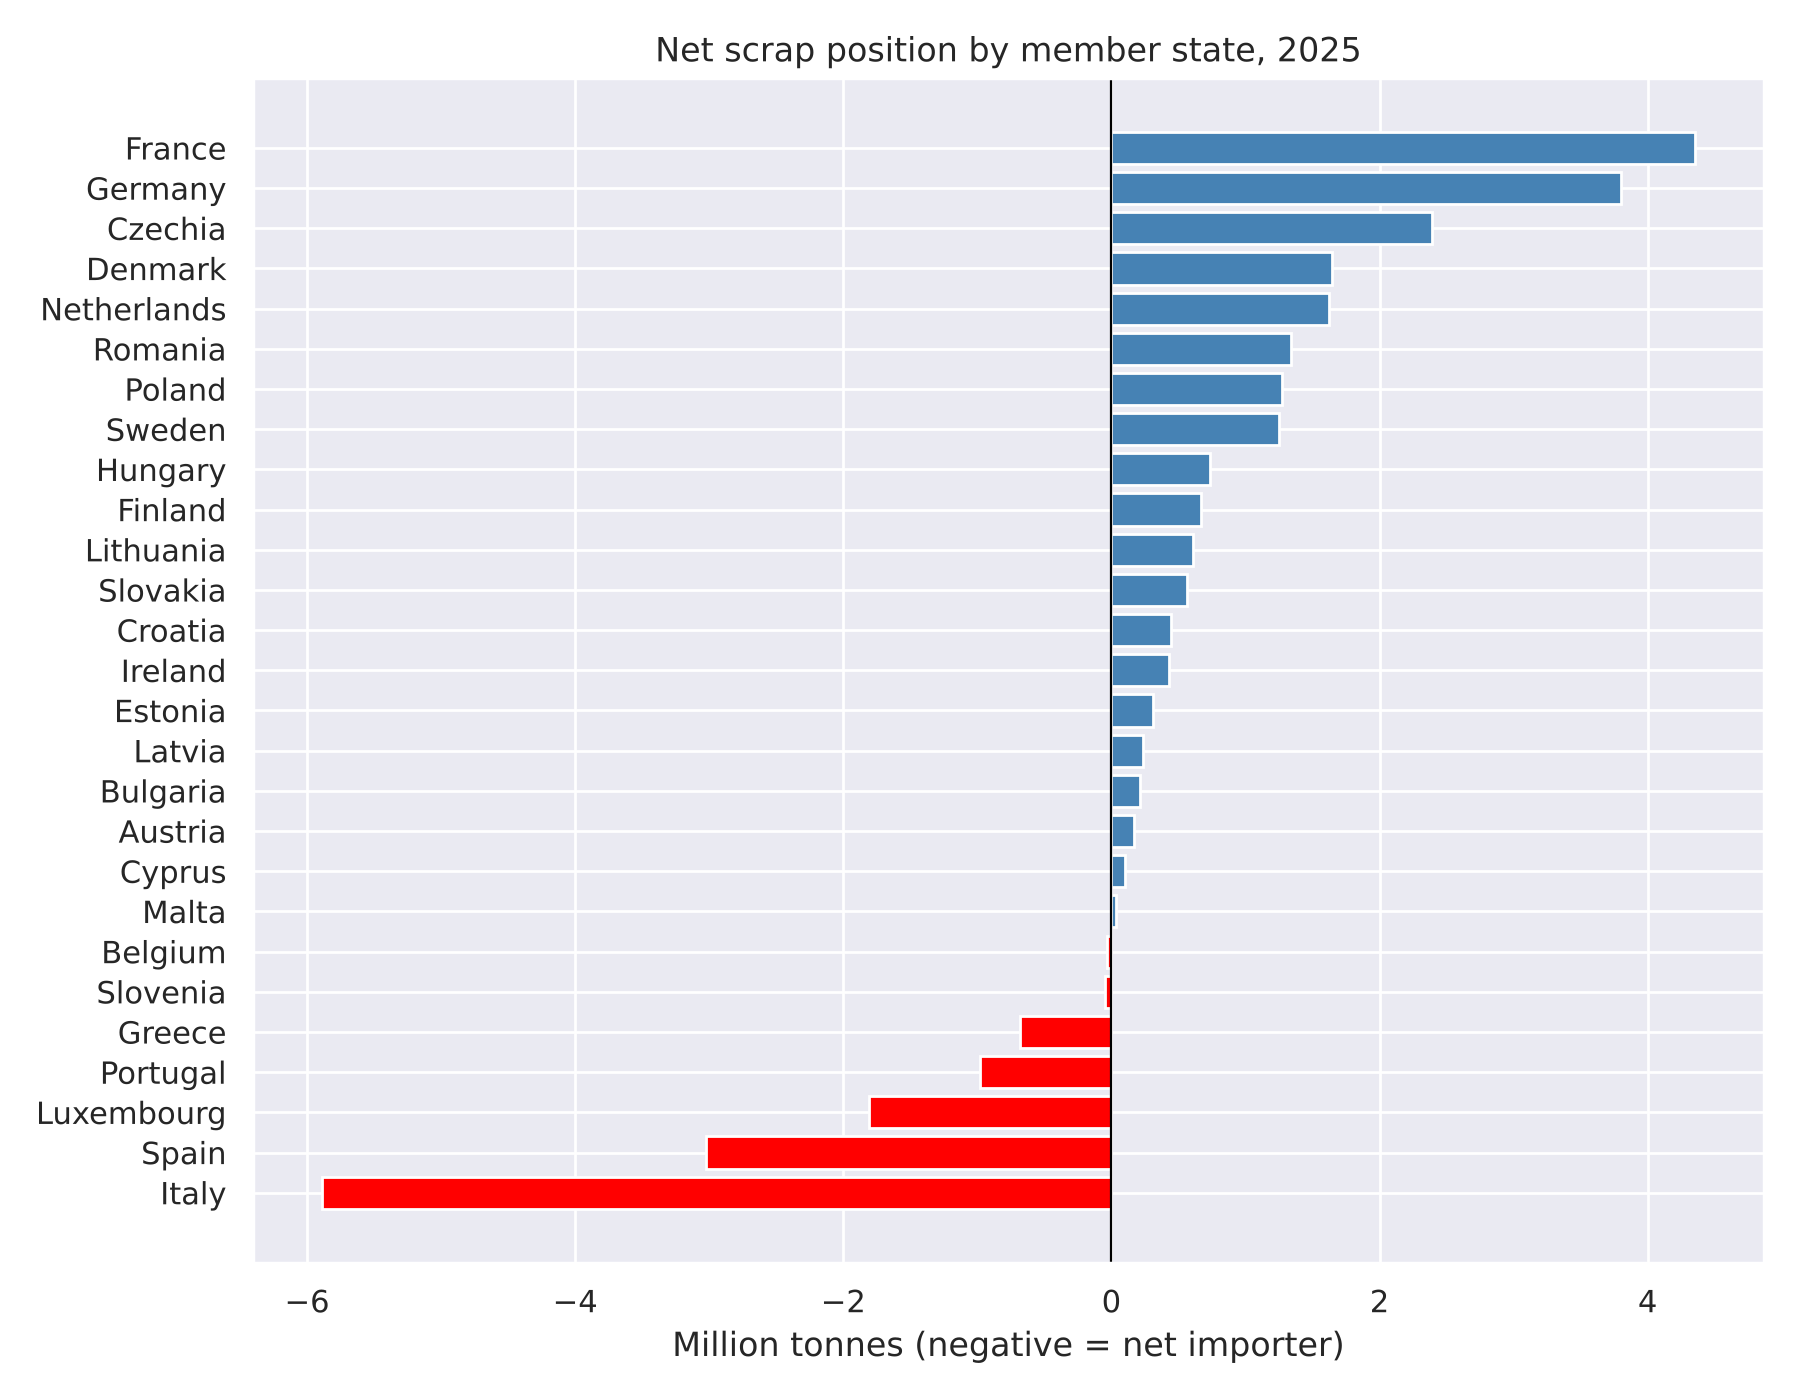 Net scrap position by member state, 2025
France
Germany
Czechia
Denmark
Netherlands
Romania
Poland
Sweden
Hungary
Finland
Lithuania
Slovakia
Croatia
Ireland
Estonia
Latvia
Bulgaria
Austria
Cyprus
Malta
Belgium
Slovenia
Greece
Portugal
Luxembourg
Spain
Italy
−6 −4 −2 0 2 4
Million tonnes (negative = net importer)